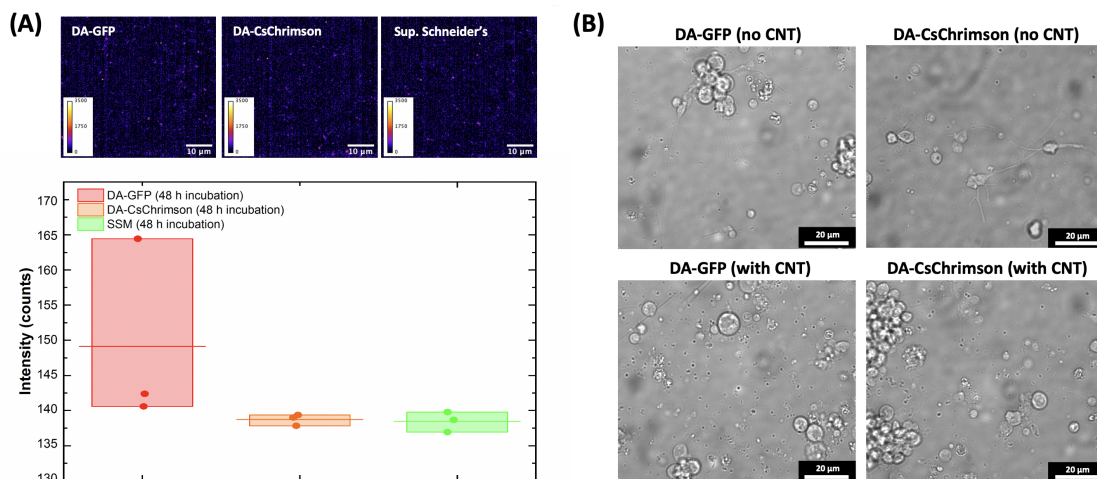 (A)
DA-GFP
DA-CsChrimson
Sup. Schneider's
3500
1750
0
10 µm
3500
1750
0
10 µm
3500
1750
0
10 µm
DA-GFP (48 h incubation)
DA-CsChrimson (48 h incubation)
SSM (48 h incubation)
Intensity (counts)
170
165
160
155
150
145
140
135
130
(B)
DA-GFP (no CNT)
DA-CsChrimson (no CNT)
20 µm
20 µm
DA-GFP (with CNT)
DA-CsChrimson (with CNT)
20 µm
20 µm